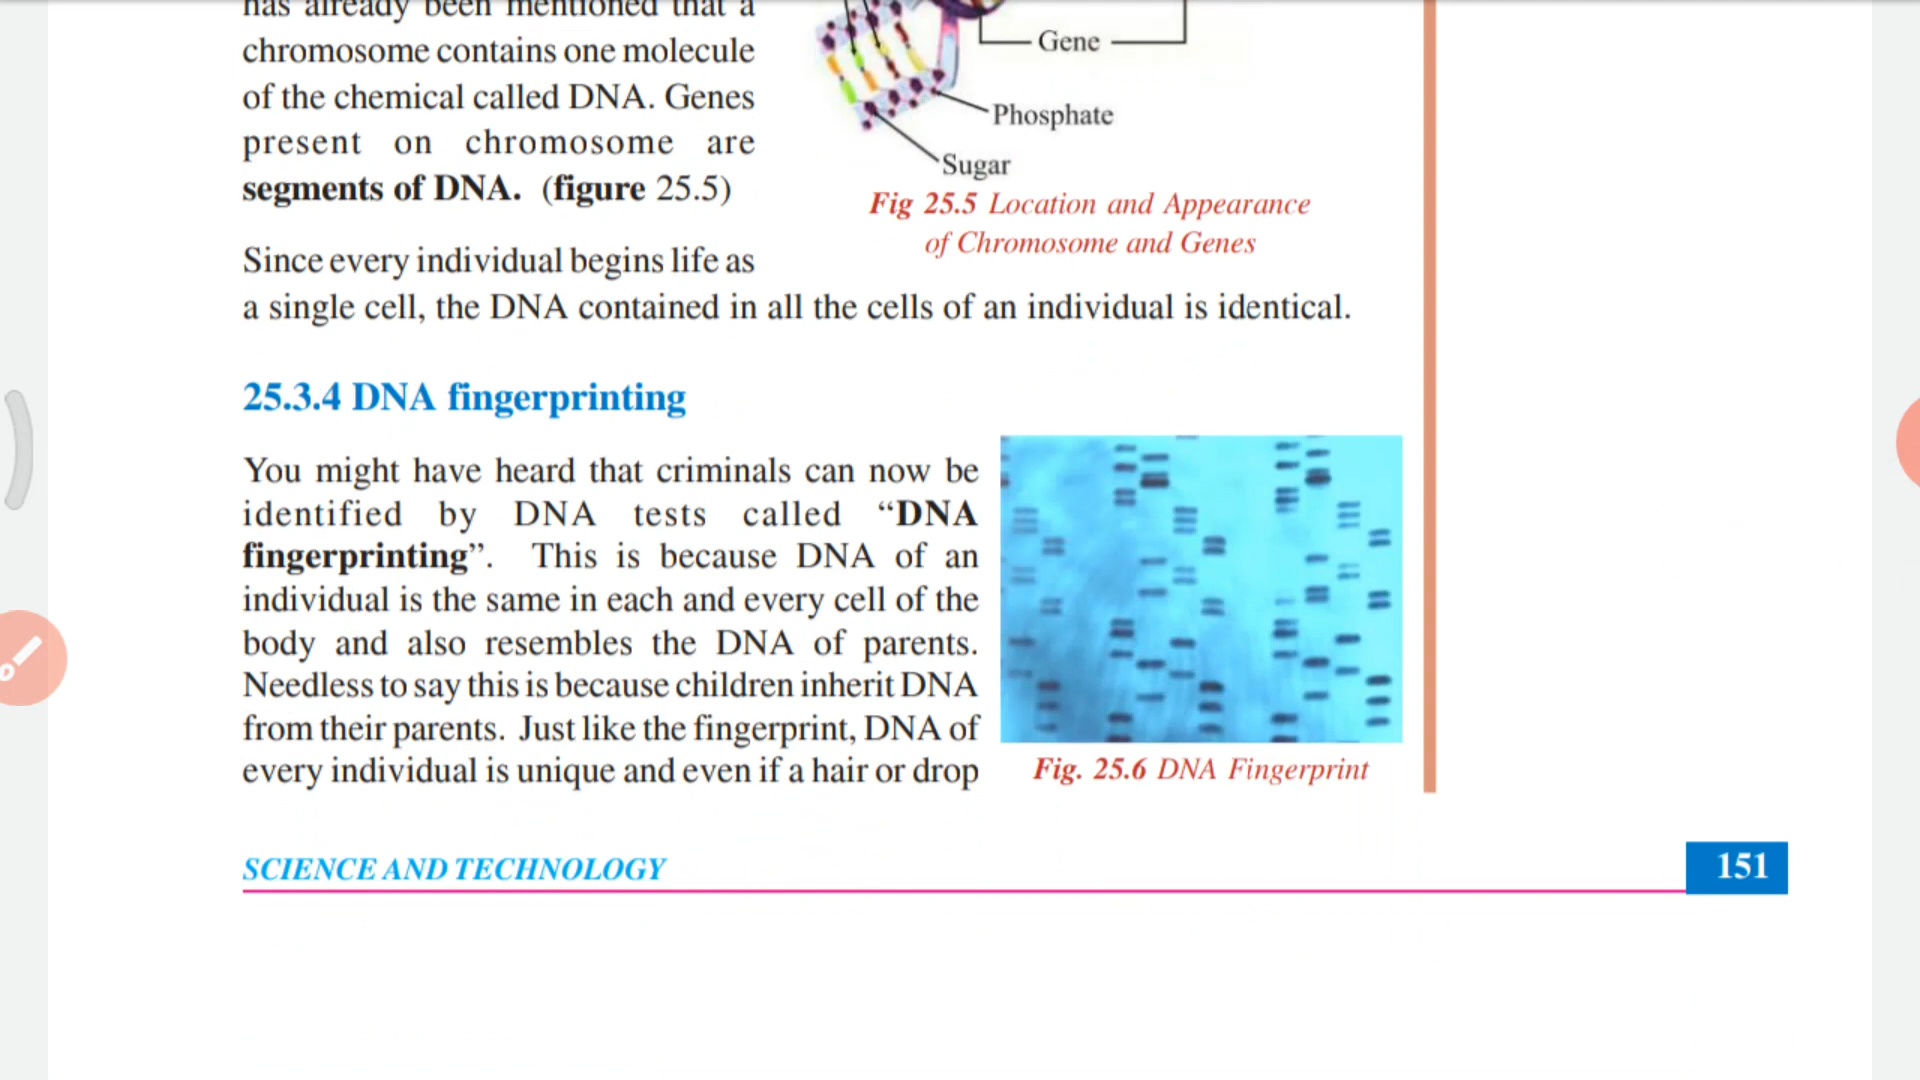 has already been mentioned that a
chromosome contains one molecule
of the chemical called DNA. Genes
present on chromosome are
segments of DNA. (figure 25.5)
Gene
Phosphate
Sugar
Fig 25.5 Location and Appearance
of Chromosome and Genes
Since every individual begins life as
a single cell, the DNA contained in all the cells of an individual is identical.
25.3.4 DNA fingerprinting
You might have heard that criminals can now be
identified by DNA tests called “DNA
fingerprinting”. This is because DNA of an
individual is the same in each and every cell of the
body and also resembles the DNA of parents.
Needless to say this is because children inherit DNA
from their parents. Just like the fingerprint, DNA of
every individual is unique and even if a hair or drop
Fig. 25.6 DNA Fingerprint
SCIENCE AND TECHNOLOGY
151